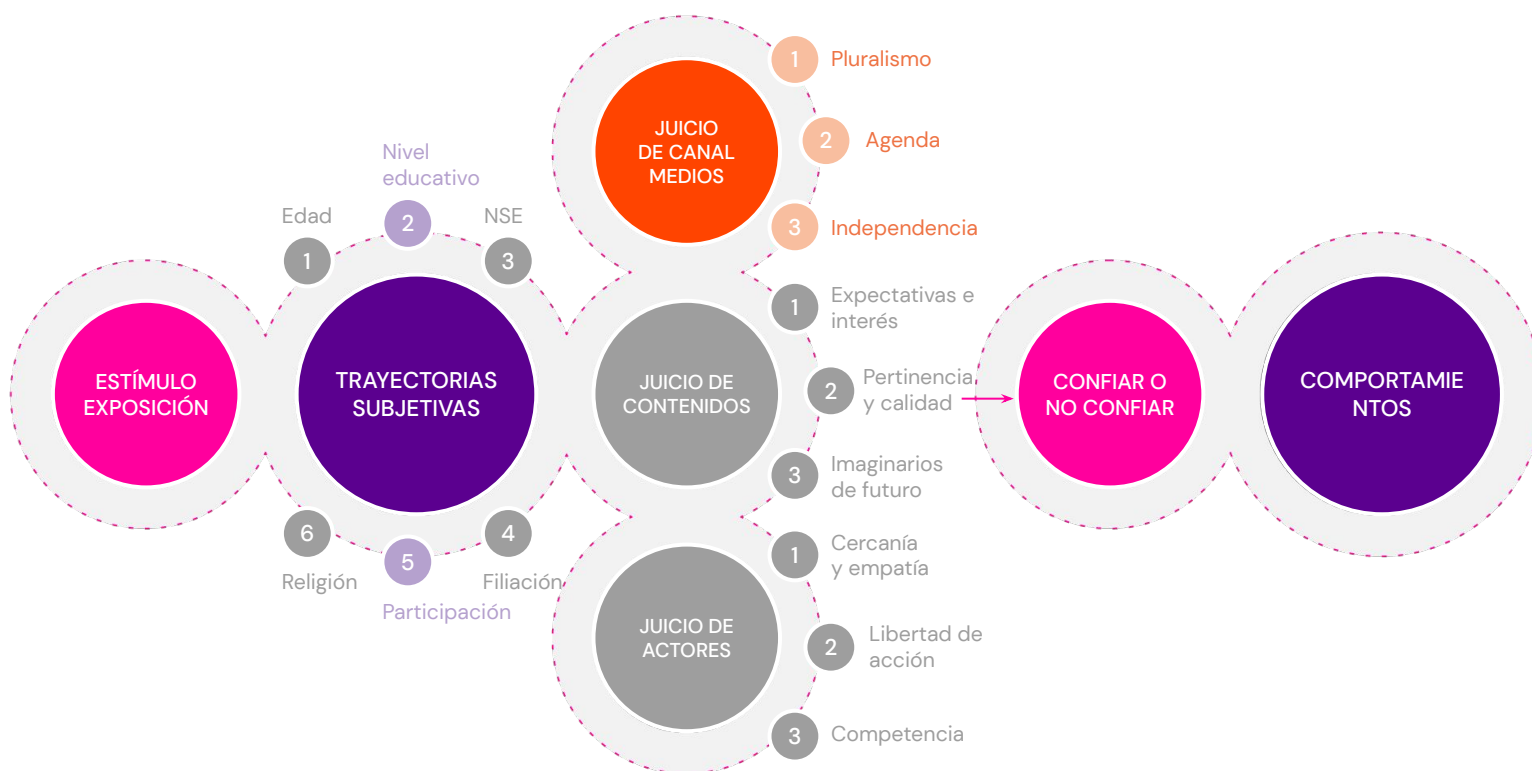 ESTÍMULO
EXPOSICIÓN
Edad
1
Nivel
educativo
2
NSE
3
TRAYECTORIAS
SUBJETIVAS
6
Religión
5
Participación
4
Filiación
JUICIO
DE CANAL
MEDIOS
1 Pluralismo
2 Agenda
3 Independencia
JUICIO DE
CONTENIDOS
1 Expectativas e
interés
2 Pertinencia
y calidad
3 Imaginarios
de futuro
JUICIO DE
ACTORES
1 Cercanía
y empatía
2 Libertad de
acción
3 Competencia
CONFIAR O
NO CONFIAR
COMPORTAMIE
NTOS